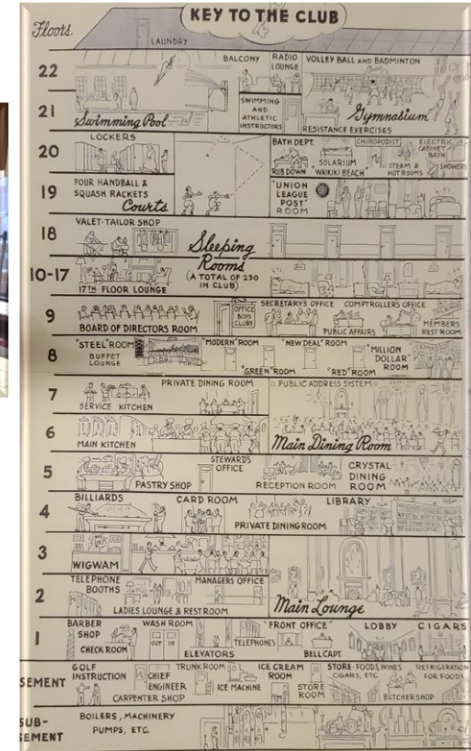 KEY TO THE CLUB
Floors
LAUNDRY
22
BALCONY
RADIO LOUNGE
VOLLEY BALL AND BADMINTON
21
Swimming Pool
SWIMMING AND ATHLETIC INSTRUCTORS
Gymnasium
RESISTANCE EXERCISES
20
LOCKERS
BATH DEPT.
RUB DOWN
SOLARIUM
WAIKIKI BEACH
CHIROPODIST
STEAM & HOT ROOMS
ELECTRIC CABINET BATH
SHOWERS
19
FOUR HANDBALL & SQUASH RACKETS
Courts
"UNION LEAGUE POST" ROOM
18
VALET-TAILOR SHOP
Sleeping Rooms
(A TOTAL OF 230 IN CLUB)
10-17
17TH FLOOR LOUNGE
9
BOARD OF DIRECTORS ROOM
OFFICE BOYS CLUBS
SECRETARY'S OFFICE
PUBLIC AFFAIRS
COMPTROLLERS OFFICE
MEMBERS REST ROOM
8
"STEEL" ROOM
BUFFET LOUNGE
"MODERN" ROOM
"GREEN" ROOM
"NEW DEAL" ROOM
"RED" ROOM
"MILLION DOLLAR" ROOM
7
SERVICE KITCHEN
PRIVATE DINING ROOM
PUBLIC ADDRESS SYSTEM
6
MAIN KITCHEN
Main Dining Room
5
PASTRY SHOP
STEWARDS OFFICE
RECEPTION ROOM
CRYSTAL DINING ROOM
4
BILLIARDS
CARD ROOM
PRIVATE DINING ROOM
LIBRARY
3
WIGWAM
2
TELEPHONE BOOTHS
LADIES LOUNGE & RESTROOM
MANAGERS OFFICE
Main Lounge
1
BARBER SHOP
CHECK ROOM
WASH ROOM
OUT IN
ELEVATORS
TELEPHONES
"FRONT OFFICE"
BELL CAPT.
LOBBY
CIGARS
SEMENT
GOLF INSTRUCTION
CARPENTER SHOP
CHIEF ENGINEER
TRUNK ROOM
ICE MACHINE
ICE CREAM ROOM
STORE ROOM
STORE-FOODS, WINES CIGARS, ETC.
BUTCHER SHOP
REFRIGERATION FOR FOODS
SUB-
SEMENT
BOILERS, MACHINERY
PUMPS, ETC.